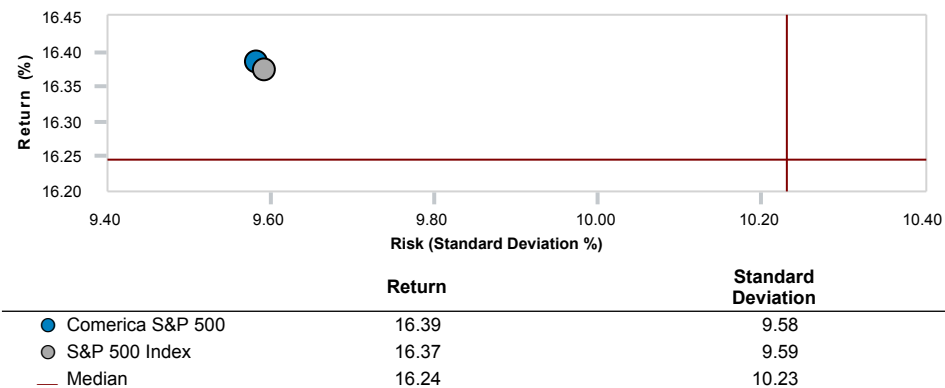 16.45
16.40
16.35
16.30
16.25
16.20
Return (%)
9.40 9.60 9.80 10.00 10.20 10.40
Risk (Standard Deviation %)
Return Standard Deviation
Comerica S&P 500 16.39 9.58
S&P 500 Index 16.37 9.59
Median 16.24 10.23